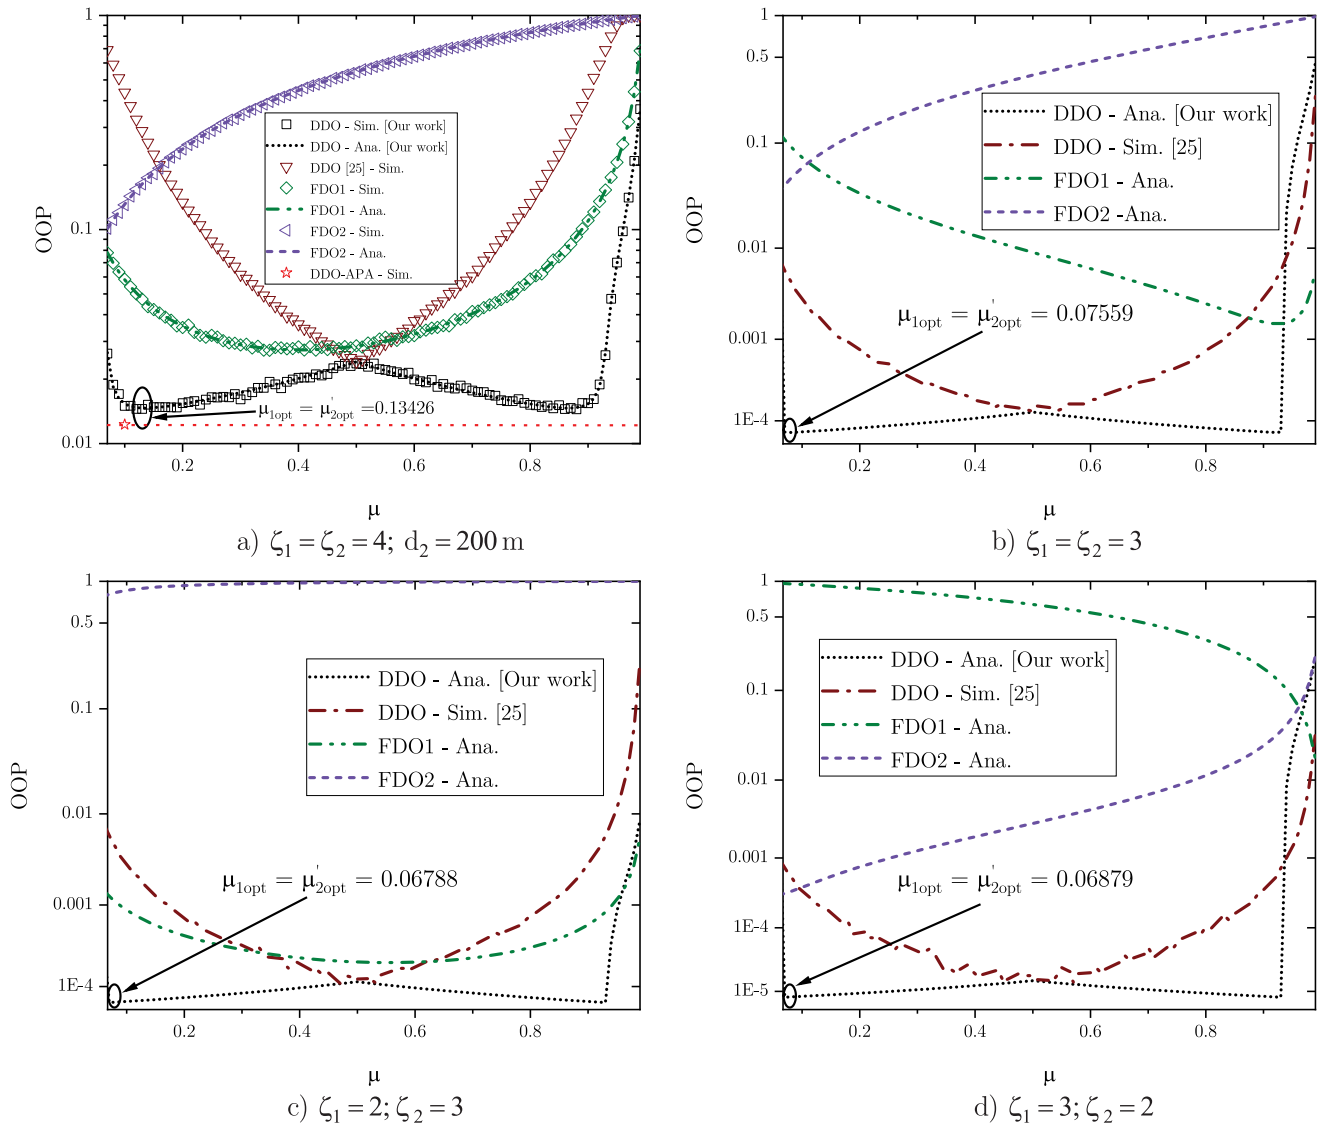 1
0.1
0.01
OOP
DDO - Sim. [Our work]
DDO - Ana. [Our work]
DDO [25] - Sim.
FDO1 - Sim.
FDO1 - Ana.
FDO2 - Sim.
FDO2 - Ana.
DDO-APA - Sim.
μ1opt = μ'2opt =0.13426
0.2 0.4 0.6 0.8
μ
a) ζ1 = ζ2 = 4; d2 = 200 m
1
0.5
0.1
0.01
0.001
1E-4
OOP
DDO - Ana. [Our work]
DDO - Sim. [25]
FDO1 - Ana.
FDO2 -Ana.
μ1opt = μ'2opt = 0.07559
0.2 0.4 0.6 0.8
μ
b) ζ1 = ζ2 = 3
1
0.5
0.1
0.01
0.001
1E-4
OOP
DDO - Ana. [Our work]
DDO - Sim. [25]
FDO1 - Ana.
FDO2 - Ana.
μ1opt = μ'2opt = 0.06788
0.2 0.4 0.6 0.8
μ
c) ζ1 = 2; ζ2 = 3
1
0.5
0.1
0.01
0.001
1E-4
1E-5
OOP
DDO - Ana. [Our work]
DDO - Sim. [25]
FDO1 - Ana.
FDO2 - Ana.
μ1opt = μ'2opt = 0.06879
0.2 0.4 0.6 0.8
μ
d) ζ1 = 3; ζ2 = 2